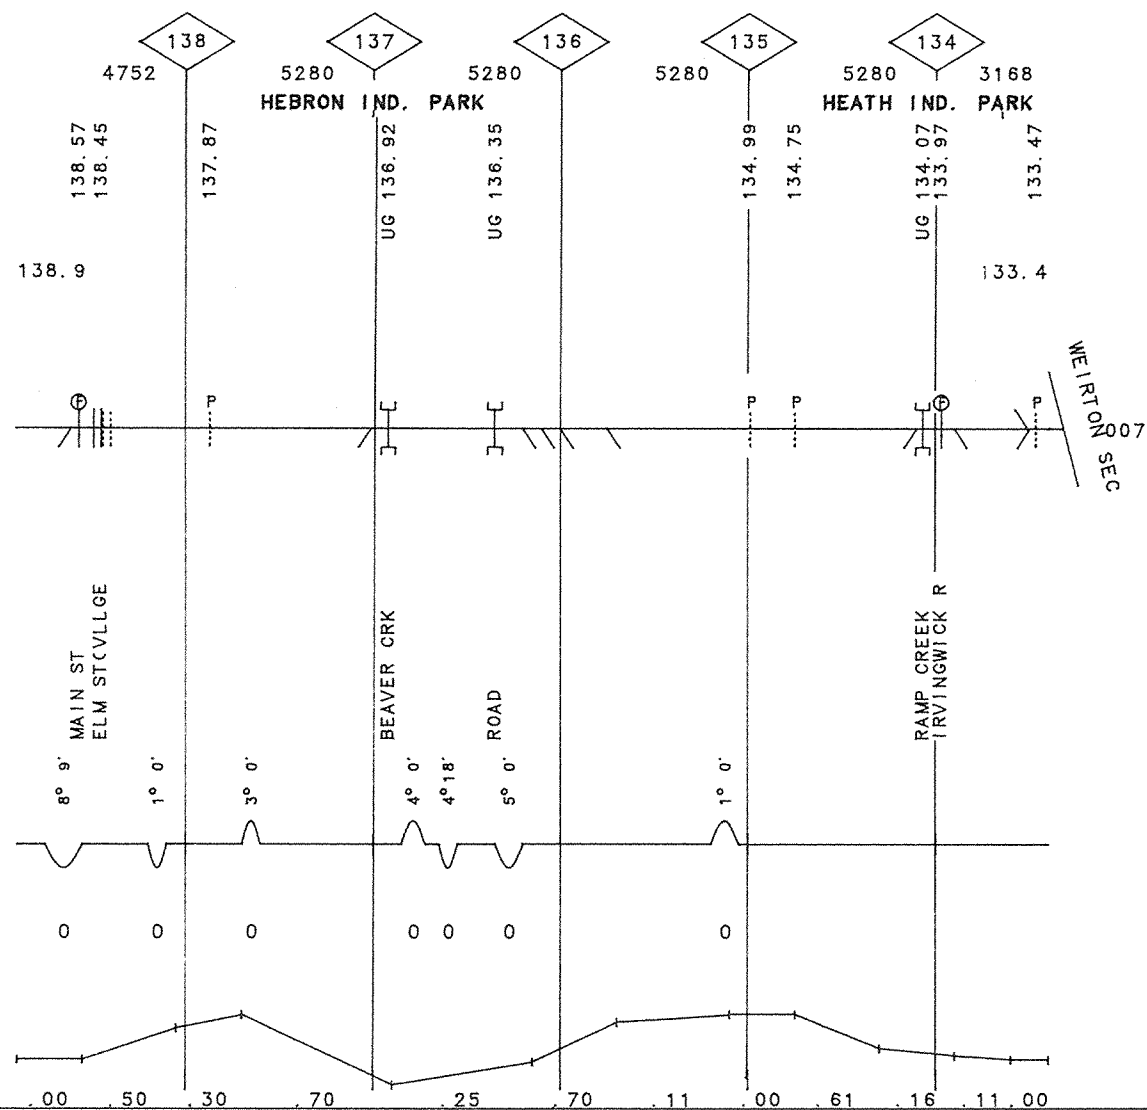 138 137 136 135 134
4752 5280 5280 5280 5280 3168
HEBRON IND. PARK HEATH IND. PARK
138.57
138.45
137.87
UG 136.92
UG 136.35
134.99
134.75
UG 134.07
133.97
133.47
138.9 133.4
F P P P F P
WEIRTON SEC
007
MAIN ST
ELM ST(VLLGE
BEAVER CRK
ROAD
RAMP CREEK
IRVINGWICK R
8° 9' 1° 0' 3° 0' 4° 0' 4°18' 5° 0' 1° 0'
0 0 0 0 0 0 0
.00 .50 .30 .70 .25 .70 .11 .00 .61 .16 .11 .00